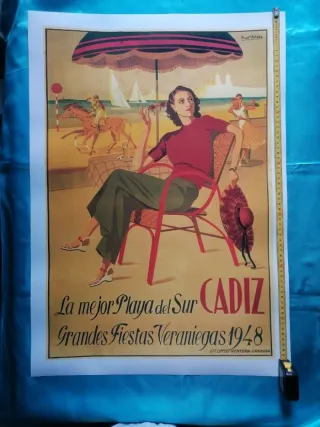 La mejor Playa del Sur CADIZ
Grandes Fiestas Veraniegas 1948